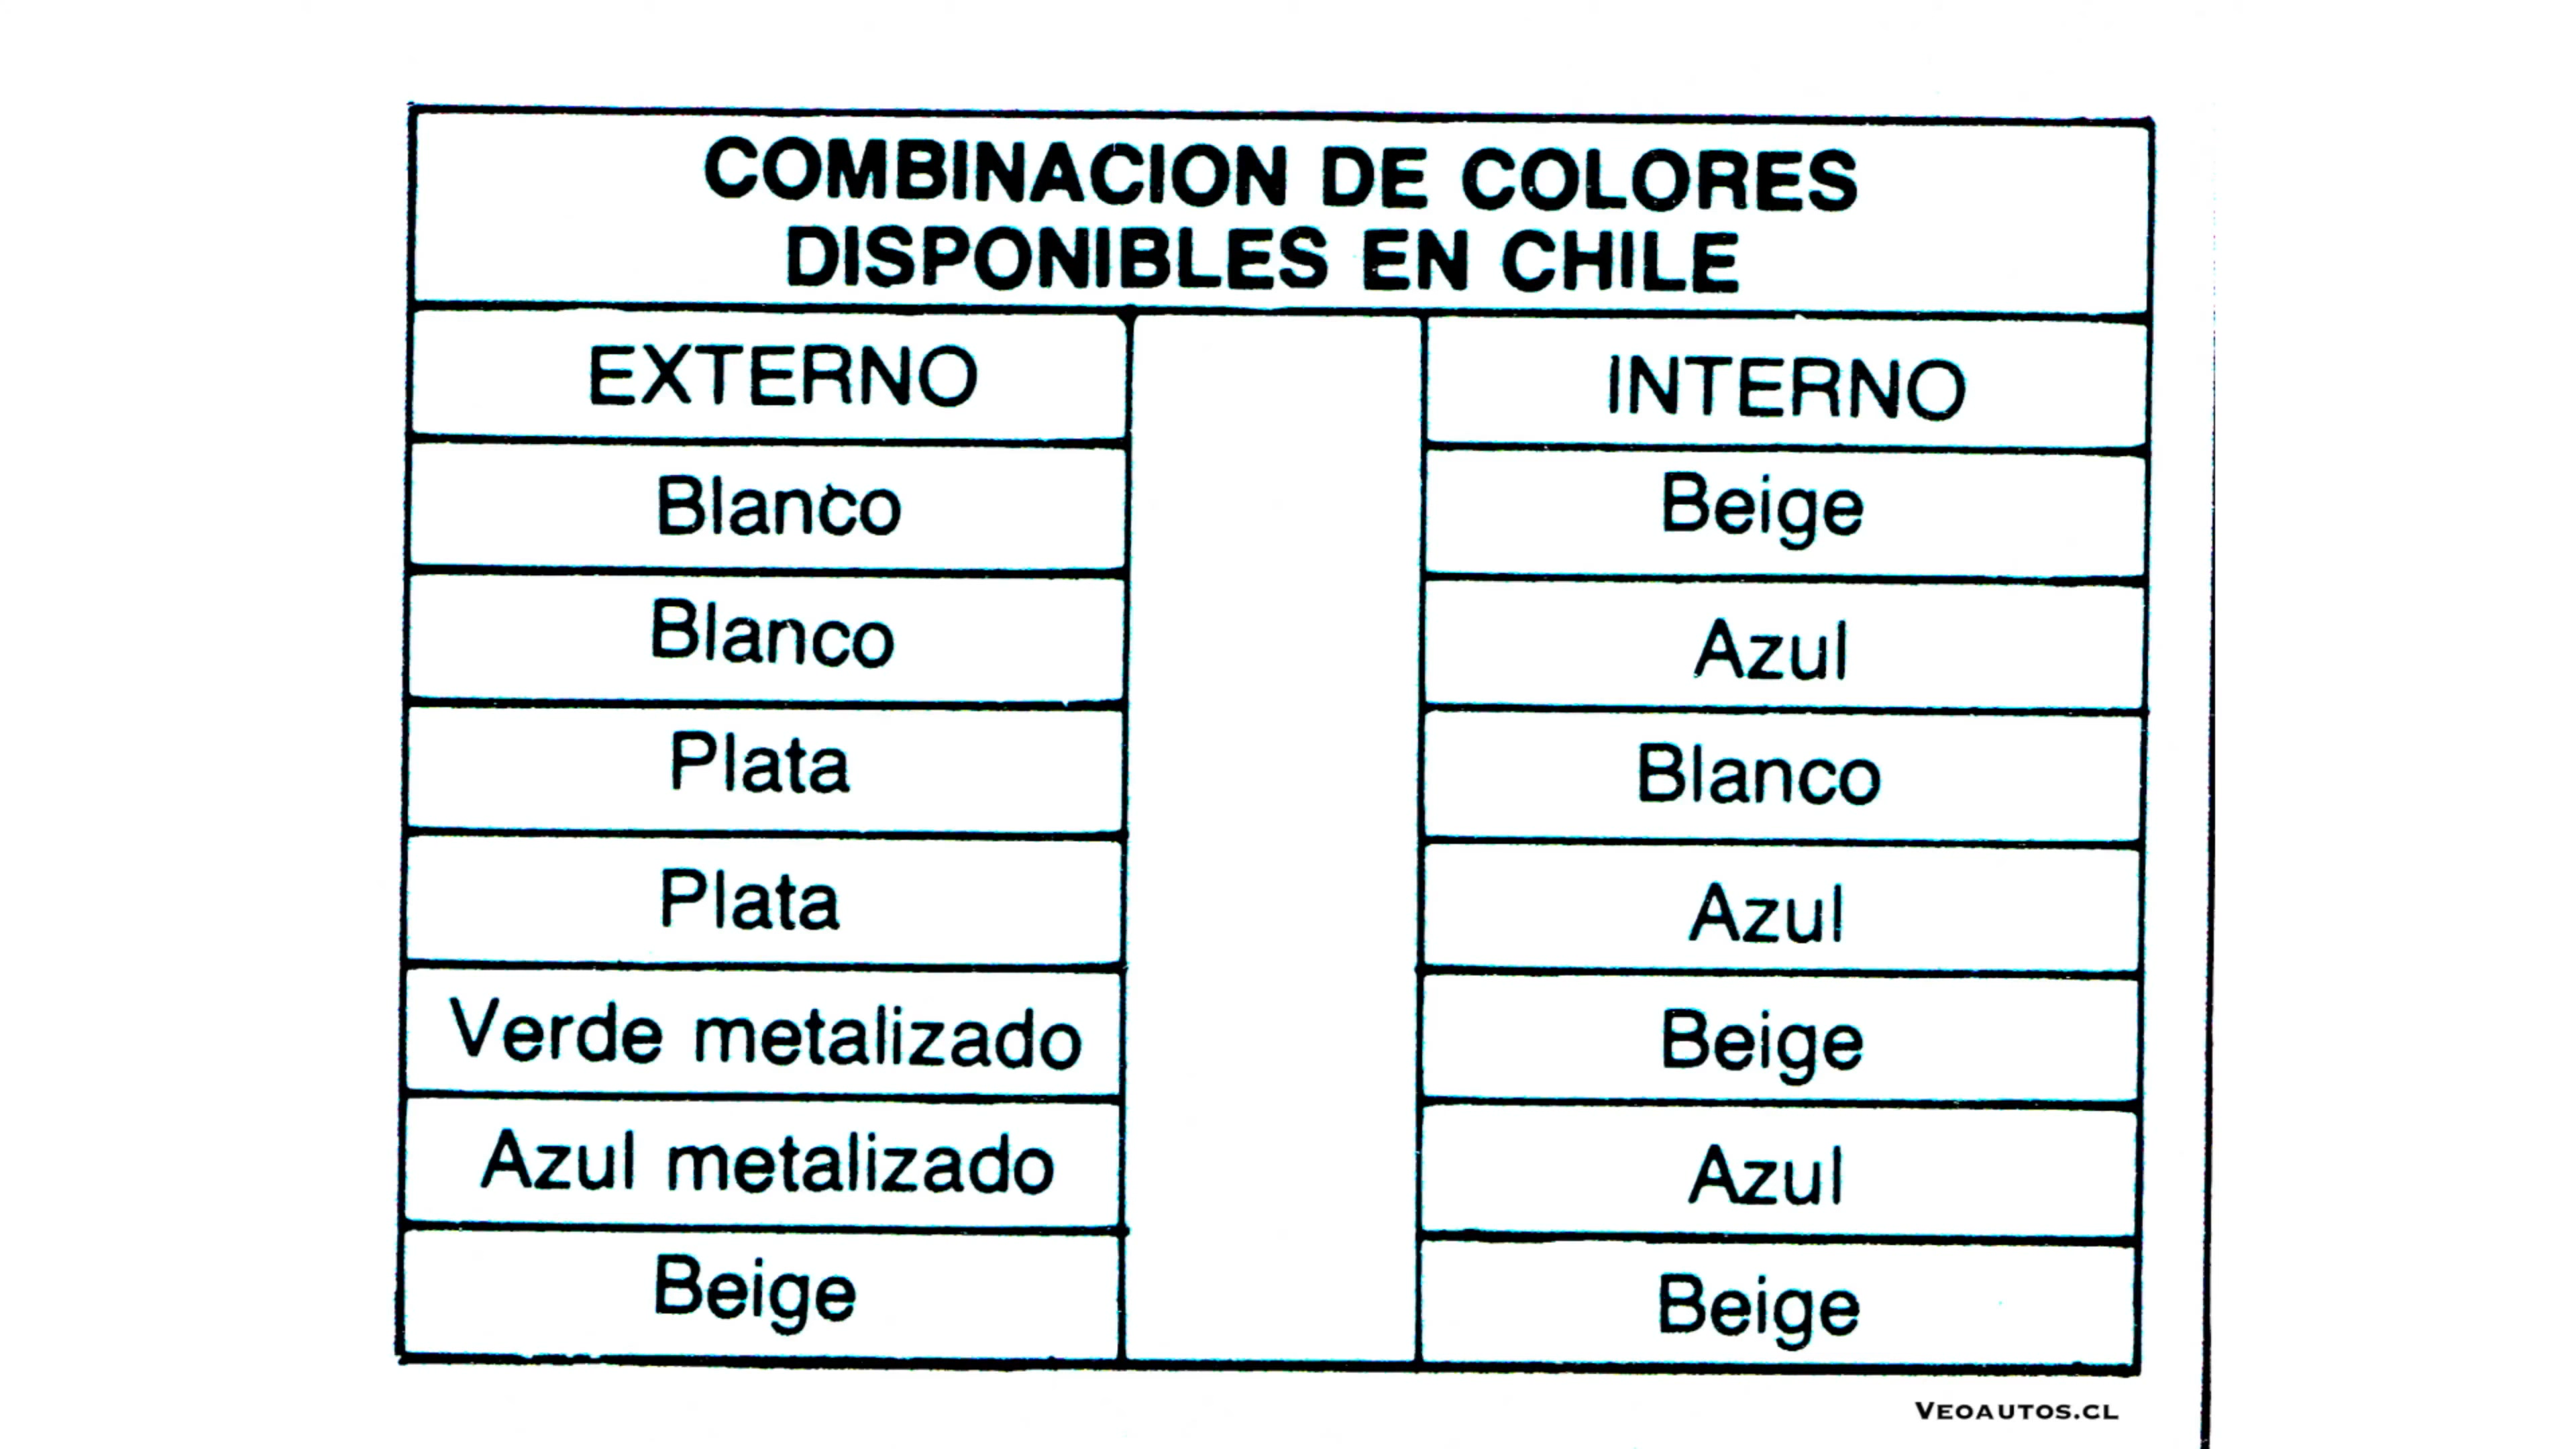 COMBINACION DE COLORES
DISPONIBLES EN CHILE
EXTERNO INTERNO
Blanco Beige
Blanco Azul
Plata Blanco
Plata Azul
Verde metalizado Beige
Azul metalizado Azul
Beige Beige
VEOAUTOS.CL